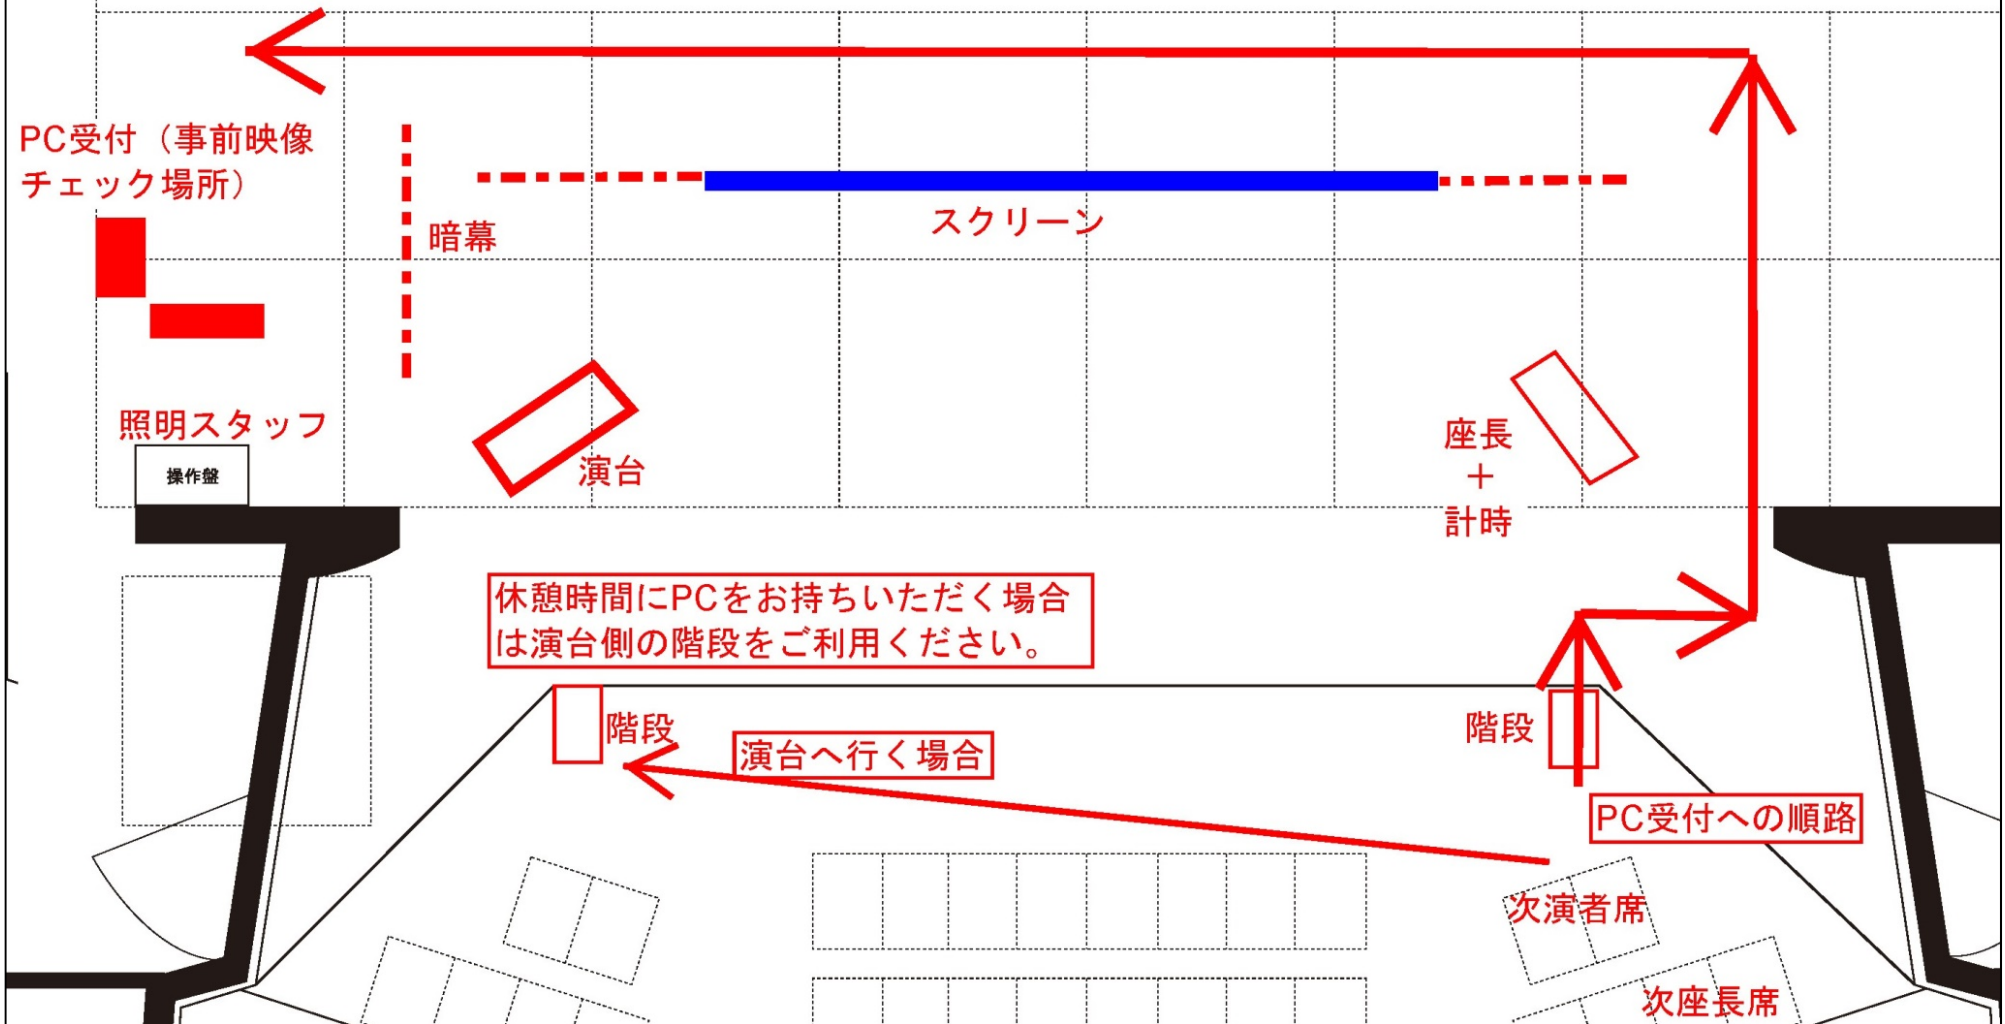 PC受付（事前映像
チェック場所）
暗幕
スクリーン
照明スタッフ
操作盤
演台
座長
＋
計時
休憩時間にPCをお持ちいただく場合
は演台側の階段をご利用ください。
階段
演台へ行く場合
階段
PC受付への順路
次演者席
次座長席